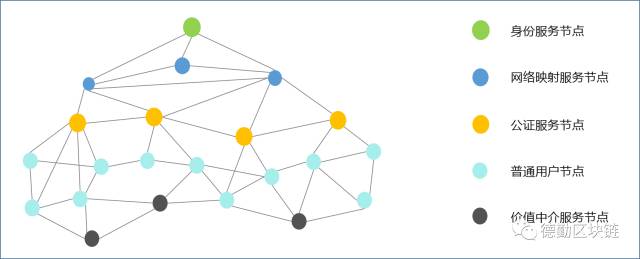 身份服务节点
网络映射服务节点
公证服务节点
普通用户节点
价值中介服务节点
德勤区块链